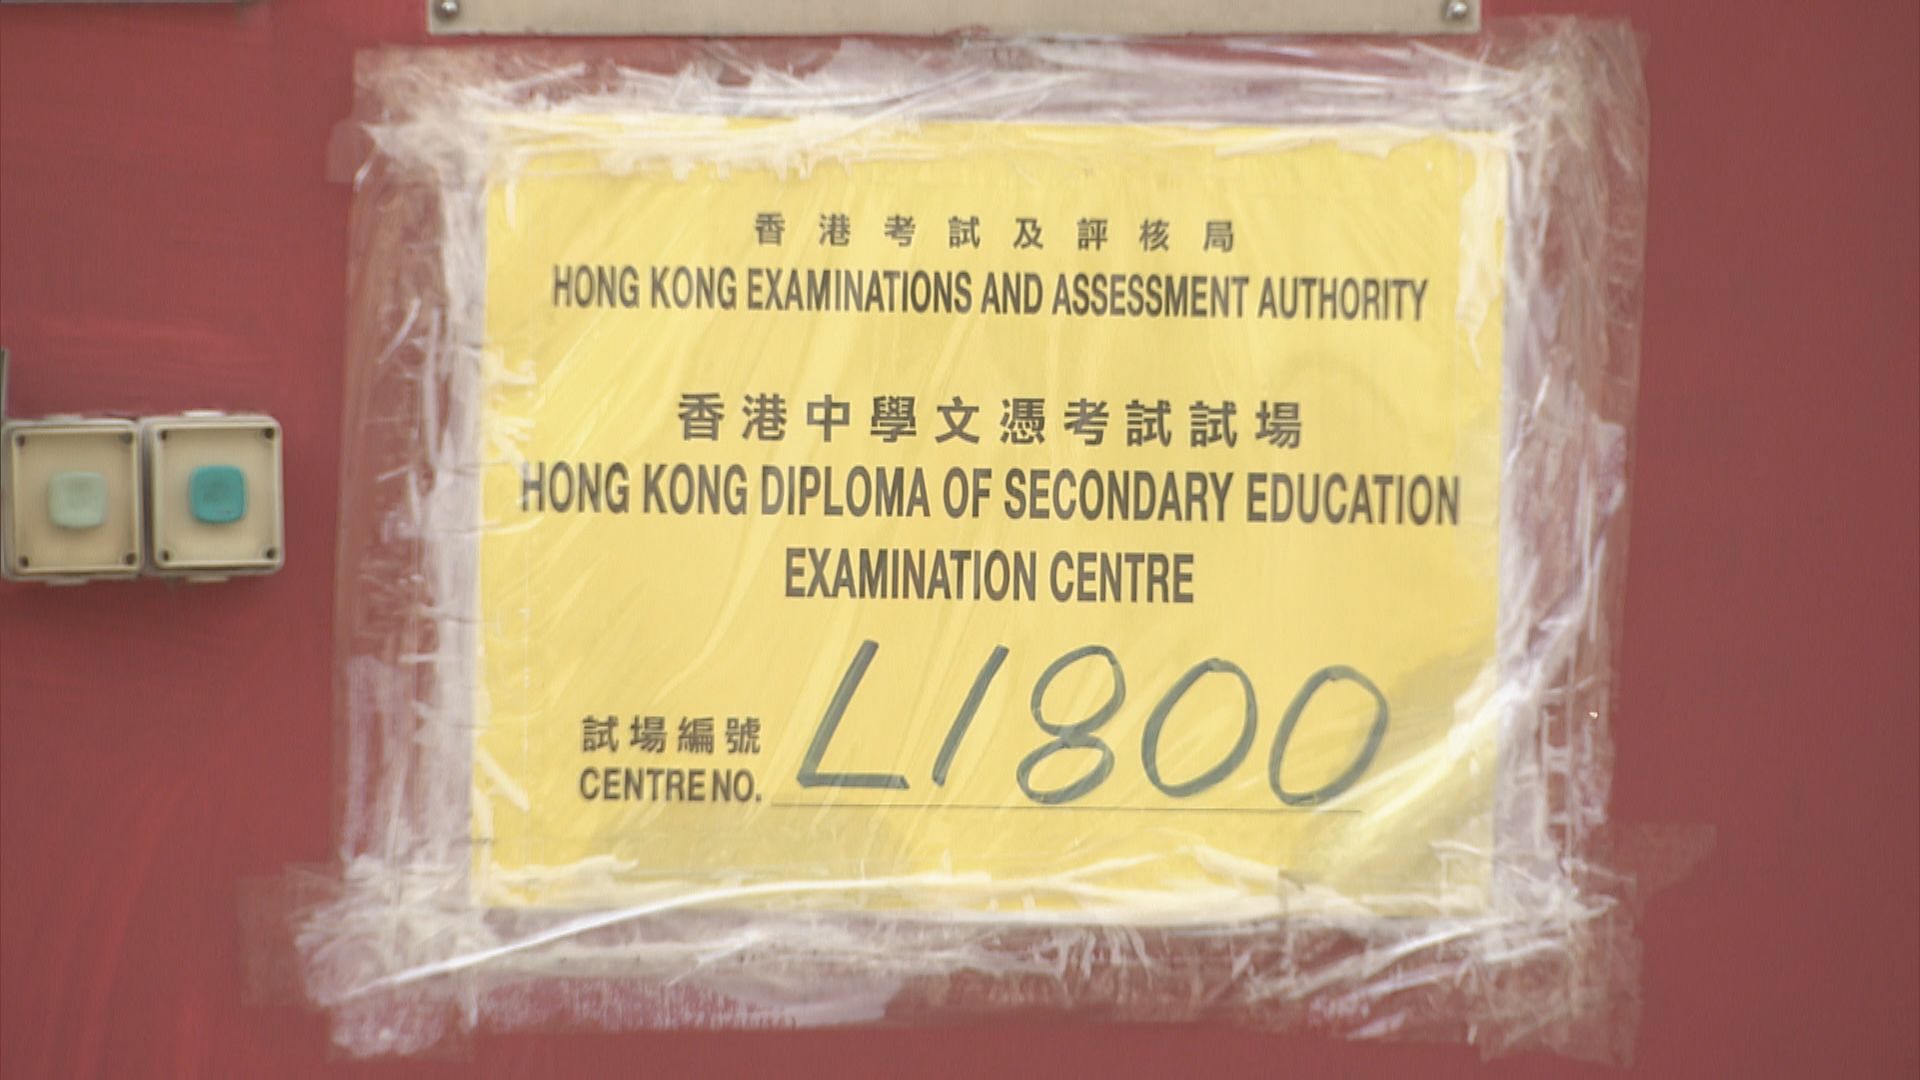 香港考試及評核局
HONG KONG EXAMINATIONS AND ASSESSMENT AUTHORITY
香港中學文憑考試試場
HONG KONG DIPLOMA OF SECONDARY EDUCATION
EXAMINATION CENTRE
試場編號
CENTRE NO. L1800